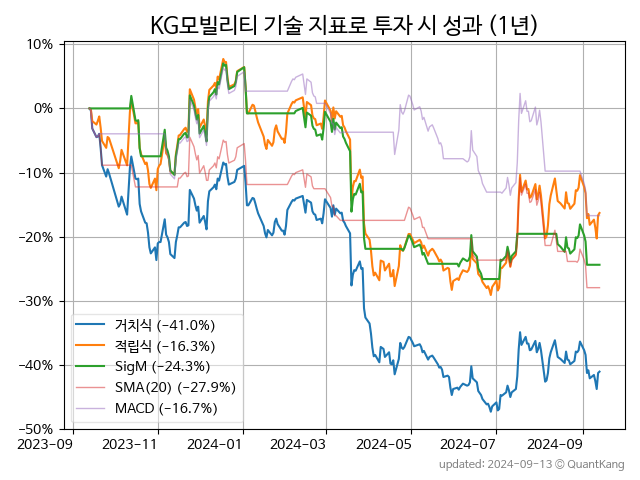 KG모빌리티 기술 지표로 투자 시 성과 (1년)
10%
0%
−10%
−20%
−30%
−40%
−50%
거치식 (−41.0%)
적립식 (−16.3%)
SigM (−24.3%)
SMA(20) (−27.9%)
MACD (−16.7%)
2023-09 2023-11 2024-01 2024-03 2024-05 2024-07 2024-09
updated: 2024-09-13 © QuantKang